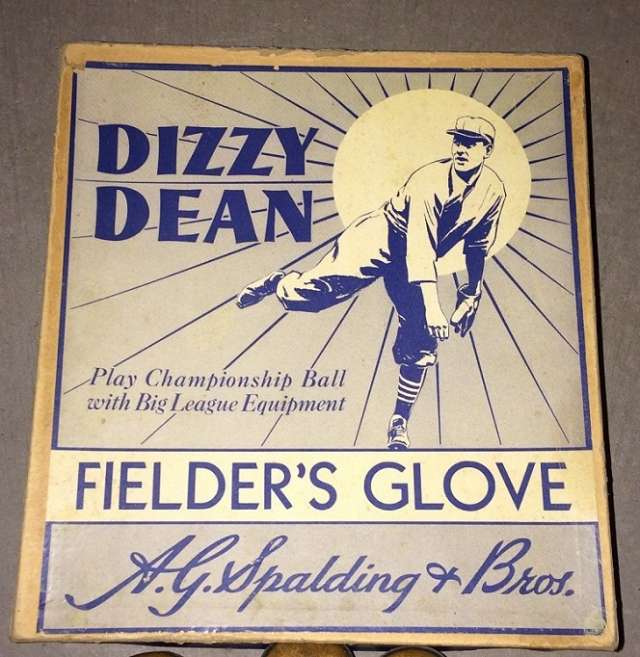 DIZZY
DEAN
Play Championship Ball
with Big League Equipment
FIELDER'S GLOVE
A.G. Spalding & Bros.